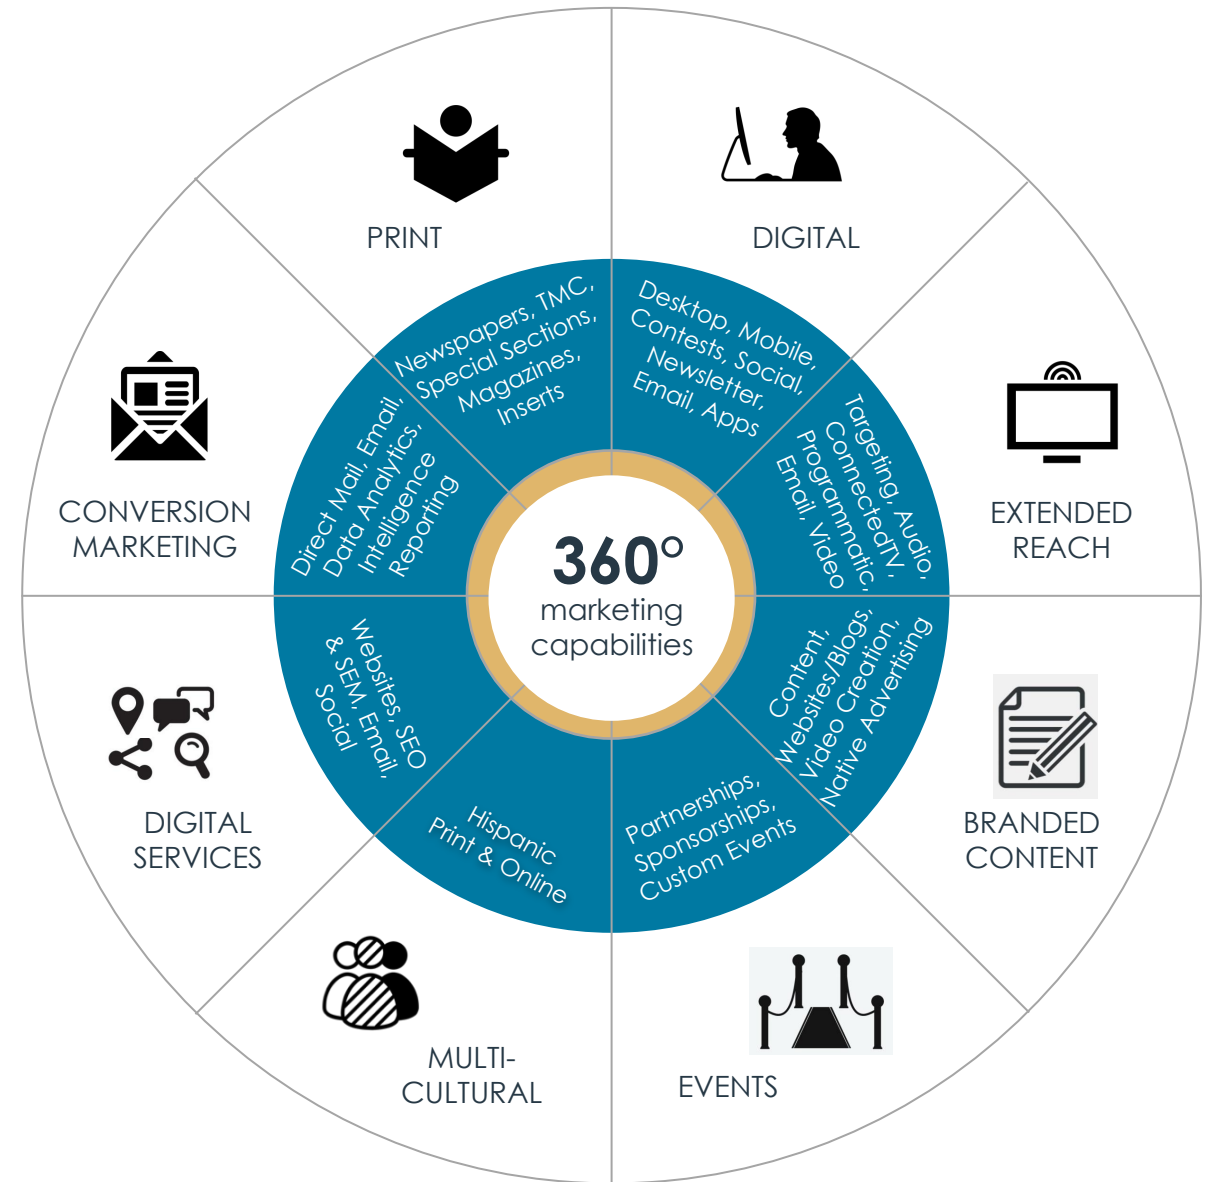 PRINT
DIGITAL
Newspapers, TMC,
Special Sections,
Magazines,
Inserts
Desktop, Mobile,
Contests, Social,
Newsletter,
Email, Apps
CONVERSION
MARKETING
Direct Mail, Email,
Data Analytics,
Intelligence
Reporting
Targeting, Audio,
ConnectedTV,
Programmatic,
Email, Video
EXTENDED
REACH
360°
marketing
capabilities
DIGITAL
SERVICES
Websites, SEO
& SEM, Email,
Social
Content,
Websites/Blogs,
Video Creation,
Native Advertising
BRANDED
CONTENT
Hispanic
Print & Online
Partnerships,
Sponsorships,
Custom Events
MULTI-
CULTURAL
EVENTS